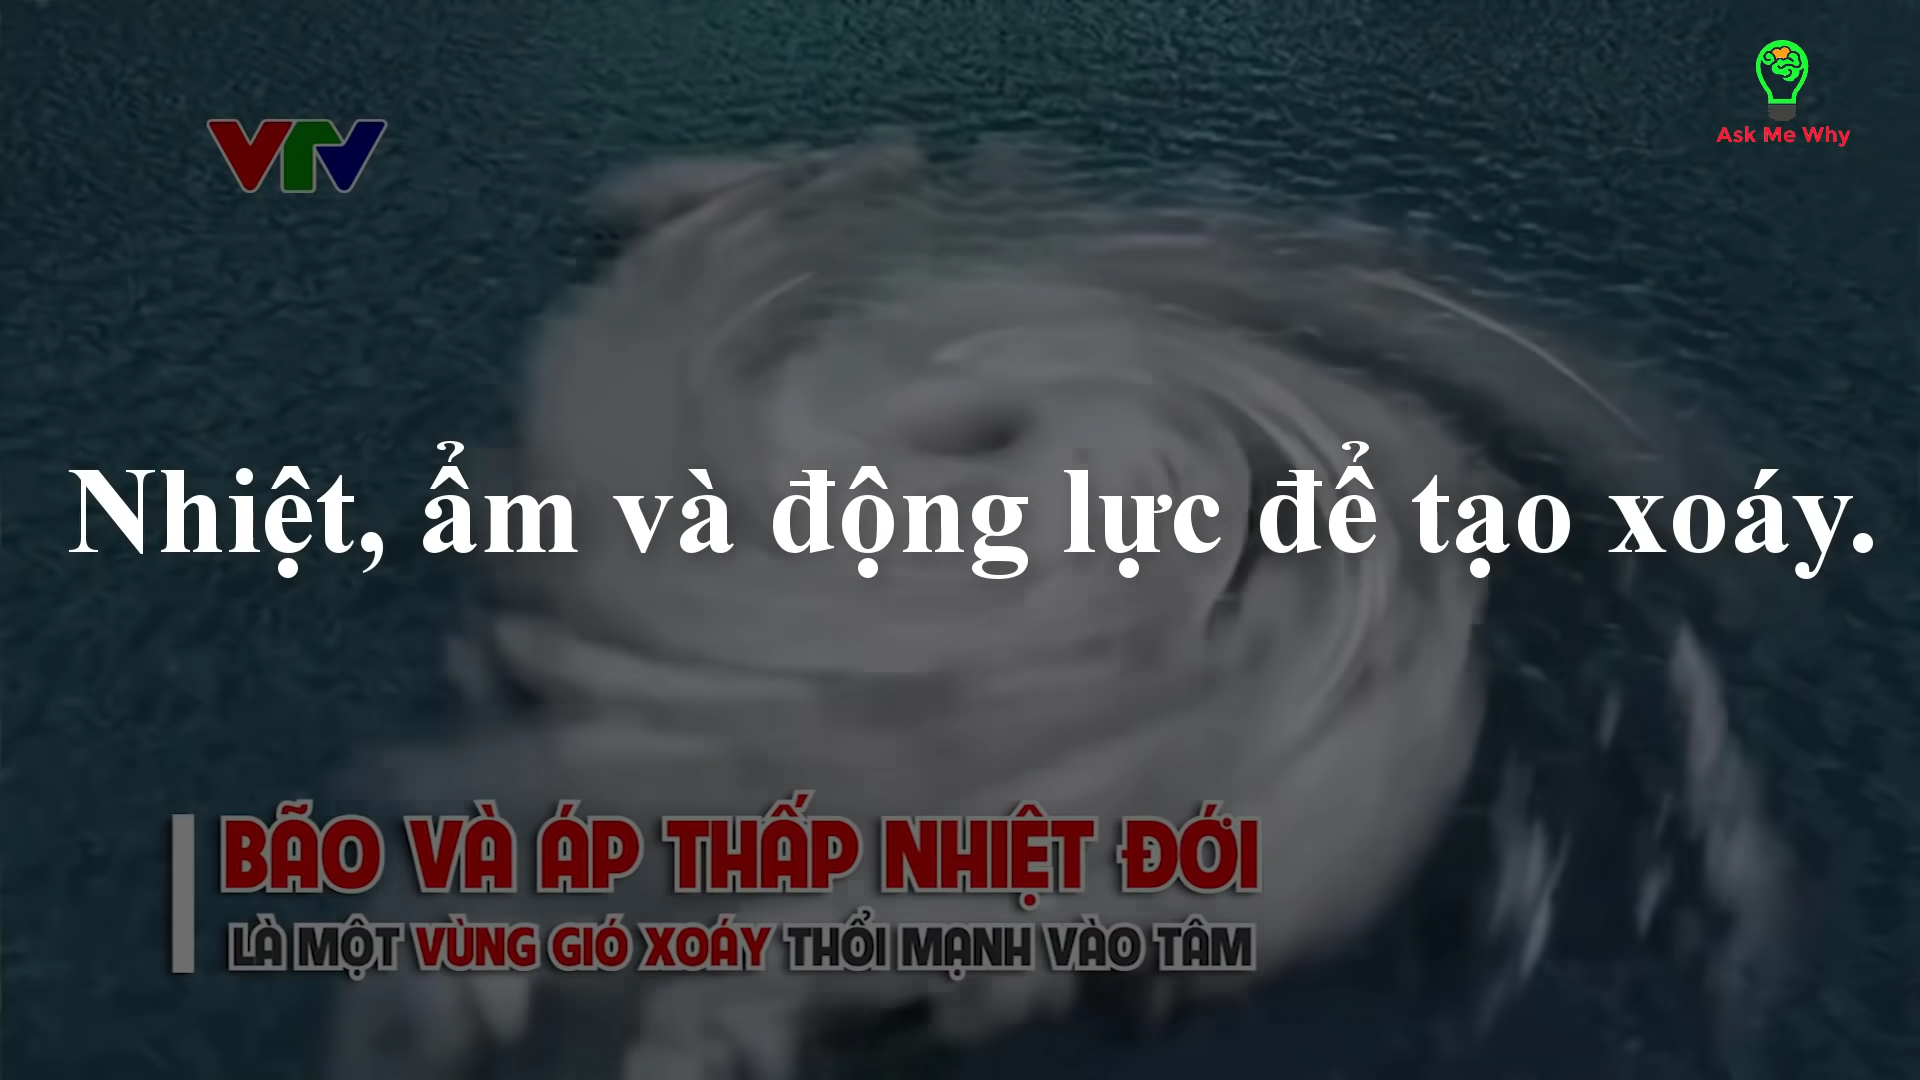 VTV
Ask Me Why
Nhiệt, ẩm và động lực để tạo xoáy.
BÃO VÀ ÁP THẤP NHIỆT ĐỚI
LÀ MỘT VÙNG GIÓ XOÁY THỔI MẠNH VÀO TÂM